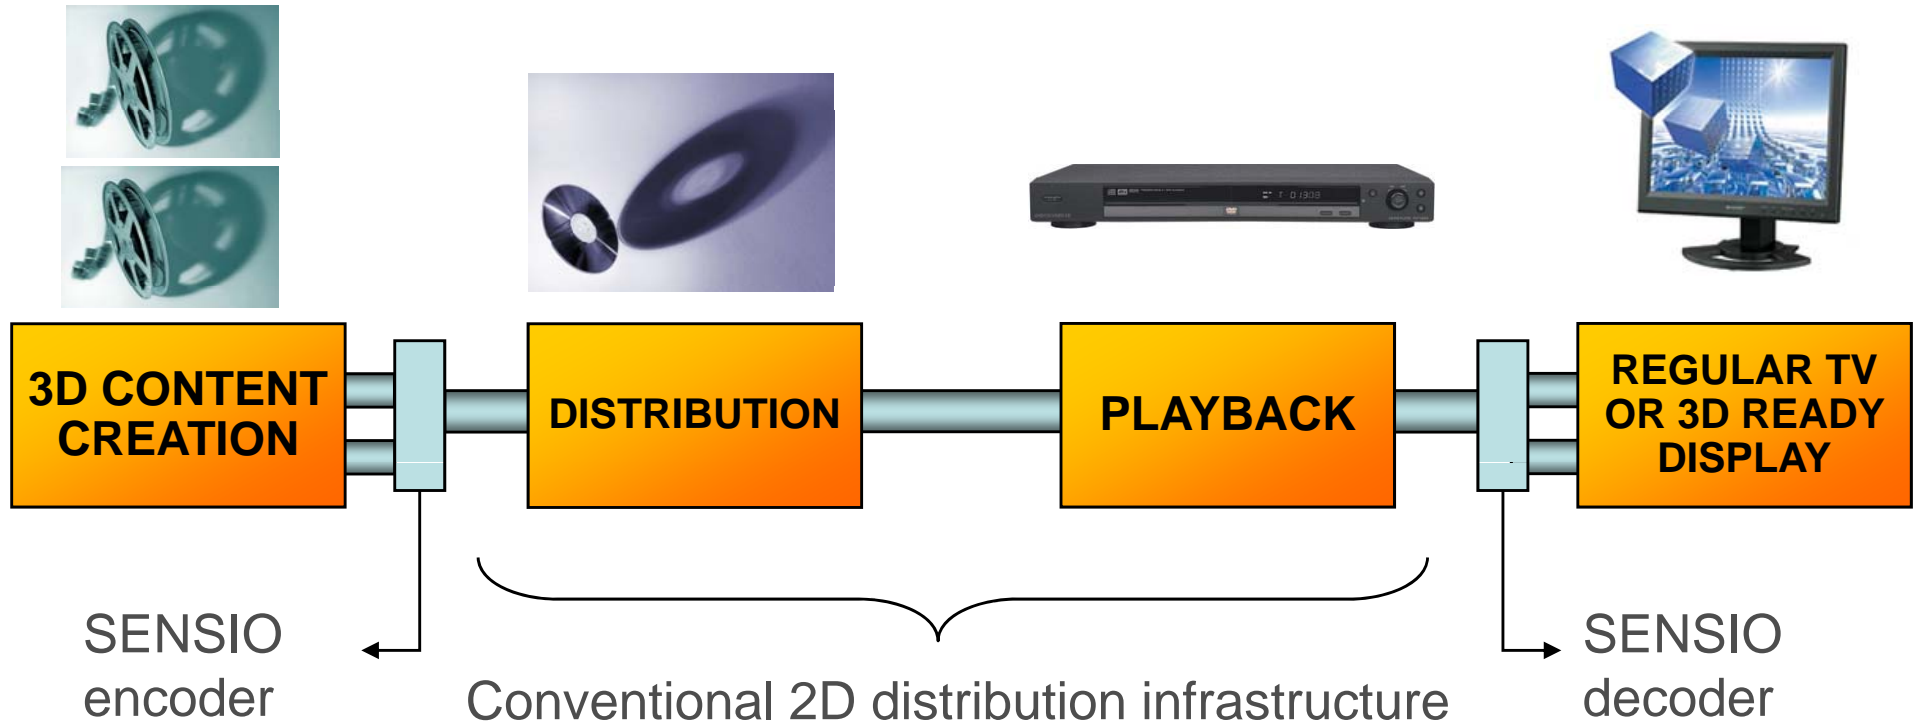 3D CONTENT
CREATION
DISTRIBUTION
PLAYBACK
REGULAR TV
OR 3D READY
DISPLAY
SENSIO
encoder
Conventional 2D distribution infrastructure
SENSIO
decoder